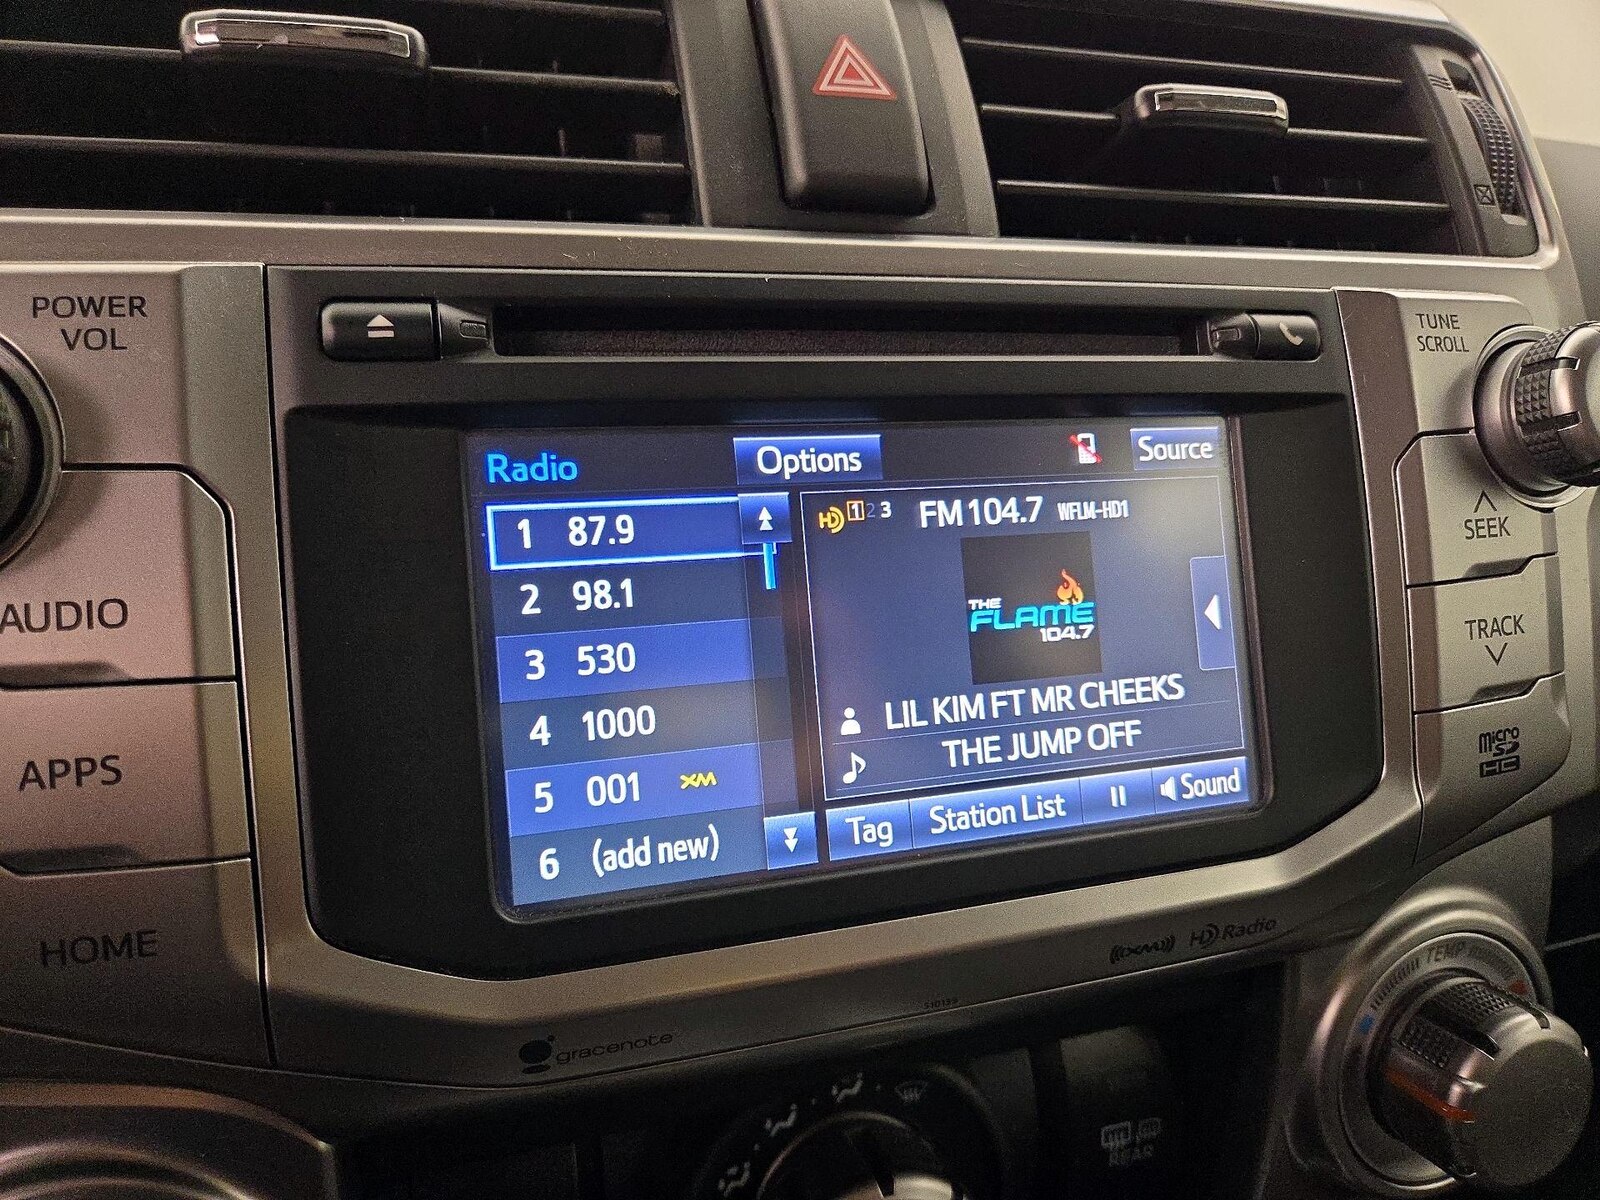 POWER
VOL
AUDIO
APPS
HOME
Radio
Options
Source
1 87.9
2 98.1
3 530
4 1000
5 001 XM
6 (add new)
HD 1 2 3 FM 104.7 WFLM-HD1
THE
FLAME
104.7
LIL KIM FT MR CHEEKS
THE JUMP OFF
Tag
Station List
Sound
TUNE
SCROLL
SEEK
TRACK
micro
SD
HC
((XM)) HD Radio
gracenote
TEMP
REAR